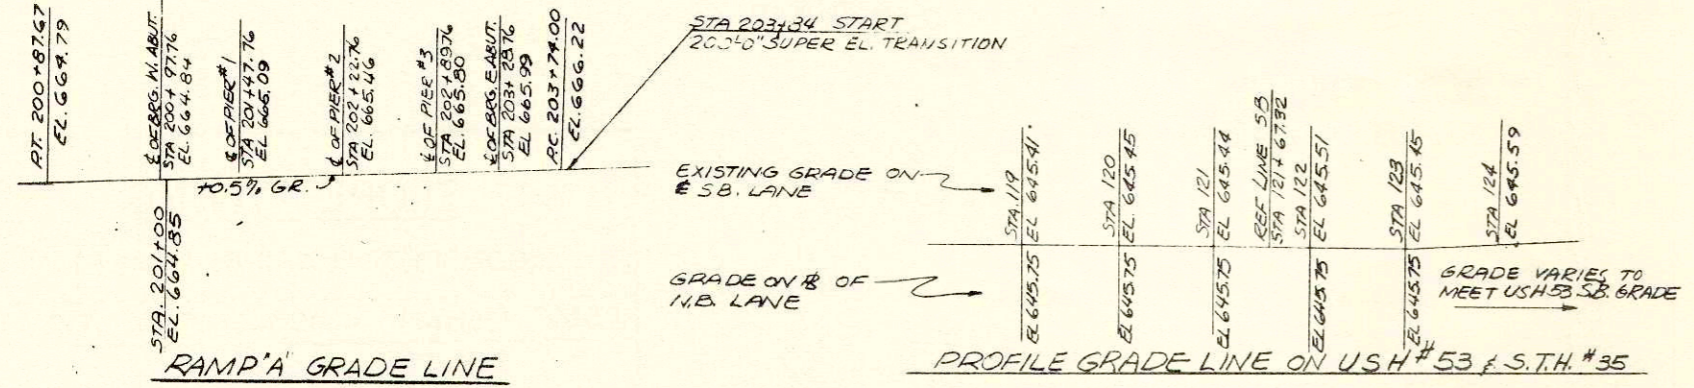 P.T. 200+87.67
EL. 664.79
℄ OF BRG. W. ABUT.
STA 200+97.76
EL. 664.84
℄ OF PIER #1
STA 201+47.76
EL 665.09
℄ OF PIER #2
STA 202+22.76
EL. 665.46
℄ OF PIER #3
STA 202+89.76
EL. 665.80
℄ OF BRG. E. ABUT.
STA 203+28.76
EL 665.99
P.C. 203+74.00
EL. 666.22
STA 203+34 START
200'-0" SUPER EL. TRANSITION
+0.5% GR.
STA. 201+00
EL. 664.85
RAMP "A" GRADE LINE
EXISTING GRADE ON
℄ S.B. LANE
STA. 119
EL 645.41
STA 120
EL. 645.45
STA 121
EL 645.44
REF LINE 5B
STA 121+67.32
STA 122
EL 645.51
STA 123
EL 645.45
STA 124
EL 645.59
GRADE ON ℞ OF
N.B. LANE
EL 645.75
EL 645.75
EL 645.75
EL 645.75
EL 645.75
GRADE VARIES TO
MEET USH 53 S.B. GRADE
PROFILE GRADE LINE ON USH #53 & S.T.H. #35